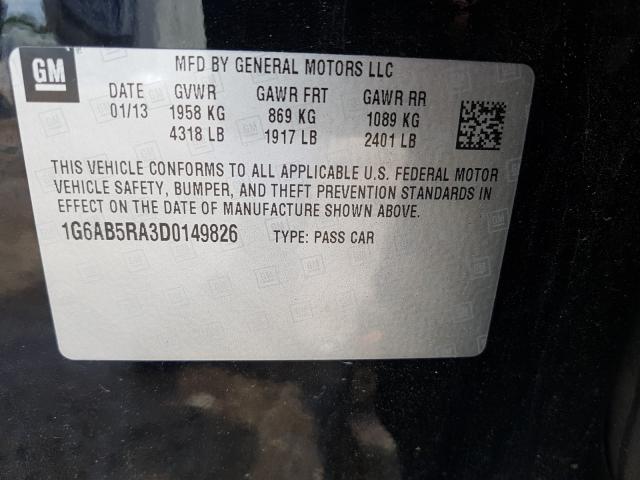 GM
MFD BY GENERAL MOTORS LLC
DATE GVWR GAWR FRT GAWR RR
01/13 1958 KG 869 KG 1089 KG
4318 LB 1917 LB 2401 LB
THIS VEHICLE CONFORMS TO ALL APPLICABLE U.S. FEDERAL MOTOR
VEHICLE SAFETY, BUMPER, AND THEFT PREVENTION STANDARDS IN
EFFECT ON THE DATE OF MANUFACTURE SHOWN ABOVE.
1G6AB5RA3D0149826 TYPE: PASS CAR